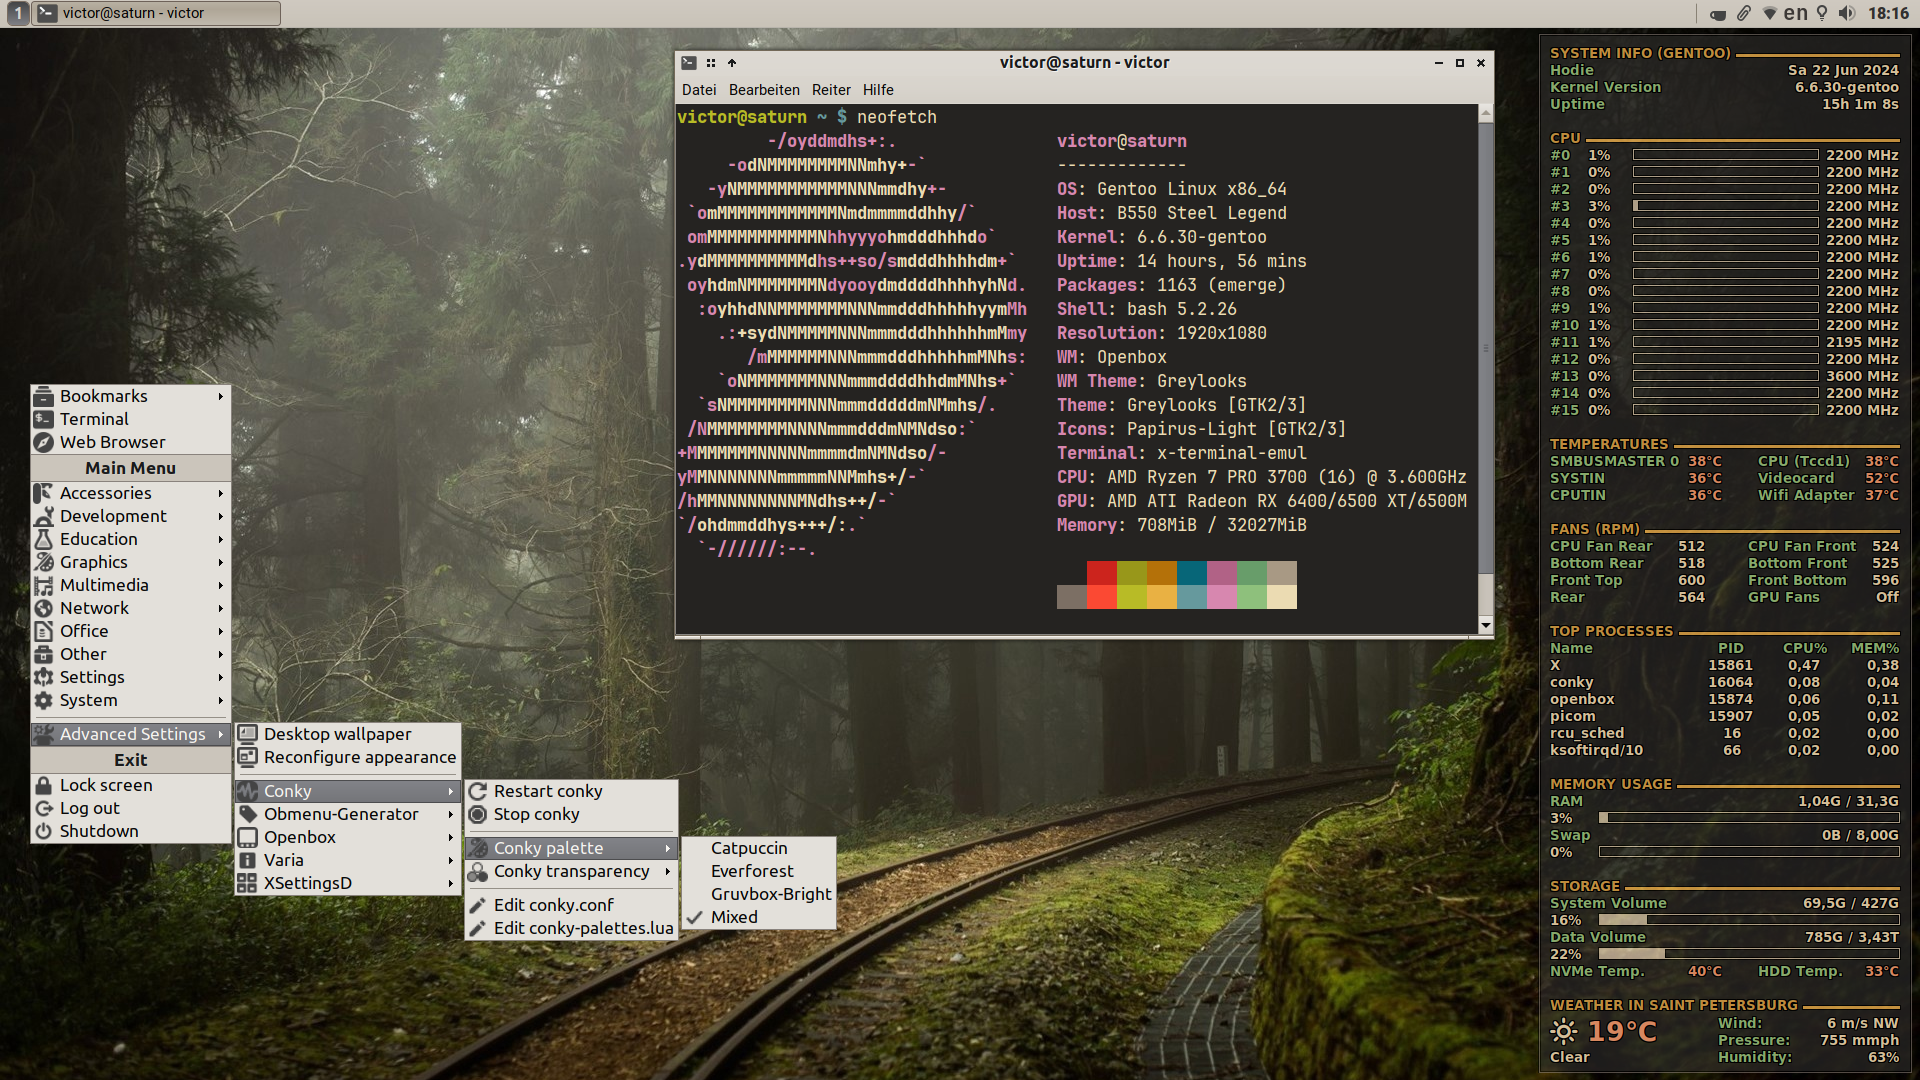 1 victor@saturn - victor
en 18:16
victor@saturn - victor
Datei Bearbeiten Reiter Hilfe
victor@saturn ~ $ neofetch
-/oyddmdhs+:. victor@saturn
-odNMMMMMMMMNNmhy+-` -------------
-yNMMMMMMMMMMMNNNmmdhy+- OS: Gentoo Linux x86_64
`omMMMMMMMMMMMMNmdmmmmddhhy/` Host: B550 Steel Legend
omMMMMMMMMMMMNhhyyyohmdddhhhdo` Kernel: 6.6.30-gentoo
.ydMMMMMMMMMMdhs++so/smdddhhhhdm+` Uptime: 14 hours, 56 mins
oyhdmNMMMMMMMNdyooydmddddhhhhyhNd. Packages: 1163 (emerge)
:oyhhdNNMMMMMMMNNNmmdddhhhhhyymMh Shell: bash 5.2.26
.:+sydNMMMMMNNNmmmdddhhhhhhmMmy Resolution: 1920x1080
/mMMMMMMNNNmmmdddhhhhhmMNhs: WM: Openbox
`oNMMMMMMMNNNmmmddddhhdmMNhs+` WM Theme: Greylooks
`sNMMMMMMMMNNNmmmdddddmNMmhs/. Theme: Greylooks [GTK2/3]
/NMMMMMMMMNNNNmmmdddmNMNdso:` Icons: Papirus-Light [GTK2/3]
+MMMMMMMNNNNNmmmmdmNMNdso/- Terminal: x-terminal-emul
yMMNNNNNNNmmmmmNNMmhs+/-` CPU: AMD Ryzen 7 PRO 3700 (16) @ 3.600GHz
/hMMNNNNNNNNMNdhs++/-` GPU: AMD ATI Radeon RX 6400/6500 XT/6500M
`/ohdmmddhys+++/:.` Memory: 708MiB / 32027MiB
`-//////:--.
Bookmarks
Terminal
Web Browser
Main Menu
Accessories
Development
Education
Graphics
Multimedia
Network
Office
Other
Settings
System
Advanced Settings
Exit
Lock screen
Log out
Shutdown
Desktop wallpaper
Reconfigure appearance
Conky
Obmenu-Generator
Openbox
Varia
XSettingsD
Restart conky
Stop conky
Conky palette
Conky transparency
Edit conky.conf
Edit conky-palettes.lua
Catpuccin
Everforest
Gruvbox-Bright
Mixed
SYSTEM INFO (GENTOO)
Hodie Sa 22 Jun 2024
Kernel Version 6.6.30-gentoo
Uptime 15h 1m 8s
CPU
#0 1% 2200 MHz
#1 0% 2200 MHz
#2 0% 2200 MHz
#3 3% 2200 MHz
#4 0% 2200 MHz
#5 1% 2200 MHz
#6 1% 2200 MHz
#7 0% 2200 MHz
#8 0% 2200 MHz
#9 1% 2200 MHz
#10 1% 2200 MHz
#11 1% 2195 MHz
#12 0% 2200 MHz
#13 0% 3600 MHz
#14 0% 2200 MHz
#15 0% 2200 MHz
TEMPERATURES
SMBUSMASTER 0 38°C CPU (Tccd1) 38°C
SYSTIN 36°C Videocard 52°C
CPUTIN 36°C Wifi Adapter 37°C
FANS (RPM)
CPU Fan Rear 512 CPU Fan Front 524
Bottom Rear 518 Bottom Front 525
Front Top 600 Front Bottom 596
Rear 564 GPU Fans Off
TOP PROCESSES
Name PID CPU% MEM%
X 15861 0,47 0,38
conky 16064 0,08 0,04
openbox 15874 0,06 0,11
picom 15907 0,05 0,02
rcu_sched 16 0,02 0,00
ksoftirqd/10 66 0,02 0,00
MEMORY USAGE
RAM 1,04G / 31,3G
3%
Swap 0B / 8,00G
0%
STORAGE
System Volume 69,5G / 427G
16%
Data Volume 785G / 3,43T
22%
NVMe Temp. 40°C HDD Temp. 33°C
WEATHER IN SAINT PETERSBURG
19°C Wind: 6 m/s NW
Pressure: 755 mmph
Clear Humidity: 63%